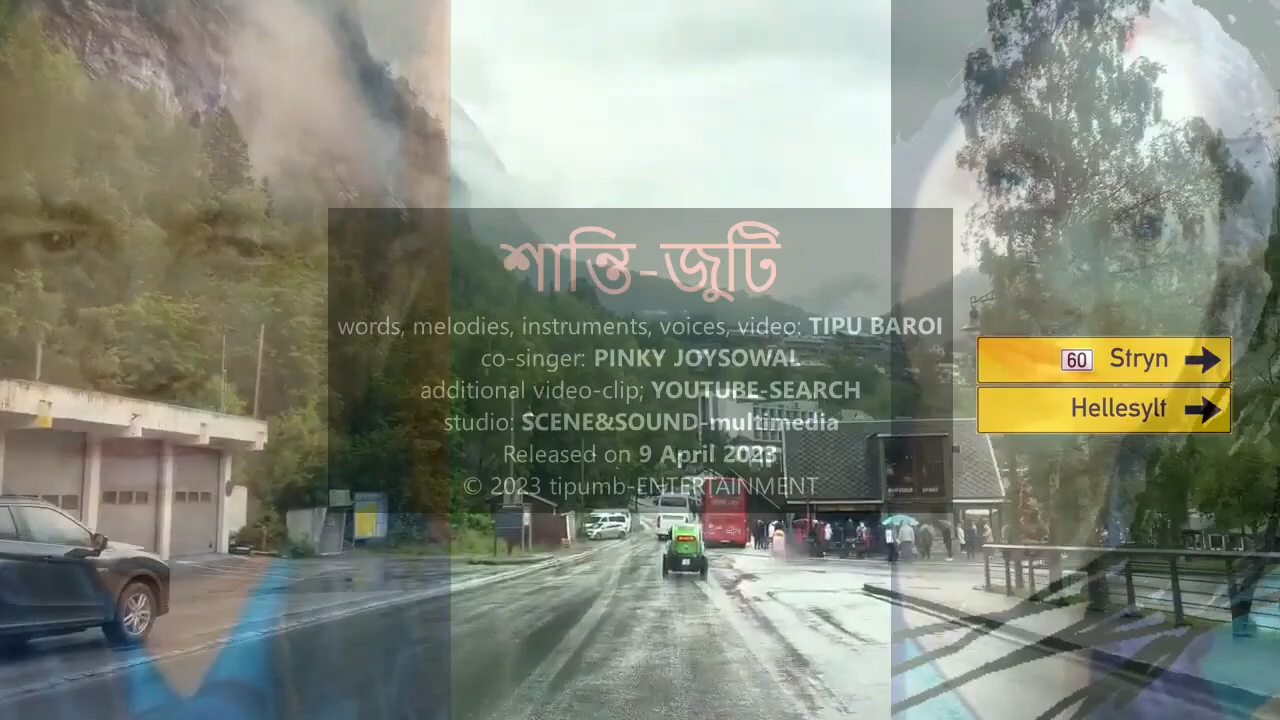 শান্তি-জুটি
words, melodies, instruments, voices, video: TIPU BAROI
co-singer: PINKY JOYSOWAL
additional video-clip; YOUTUBE-SEARCH
studio: SCENE&SOUND-multimedia
Released on 9 April 2023
© 2023 tipumb-ENTERTAINMENT
60 Stryn
Hellesylt